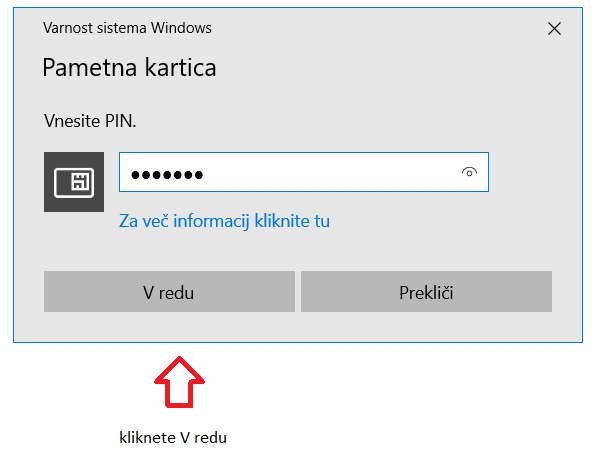 Varnost sistema Windows
Pametna kartica
Vnesite PIN.
●●●●●●●
Za več informacij kliknite tu
V redu
Prekliči
kliknete V redu